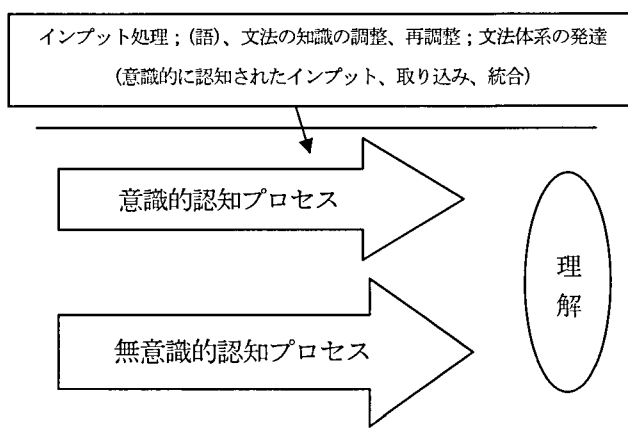 インプット処理；(語)、文法の知識の調整、再調整；文法体系の発達
(意識的に認知されたインプット、取り込み、統合)
意識的認知プロセス
無意識的認知プロセス
理
解